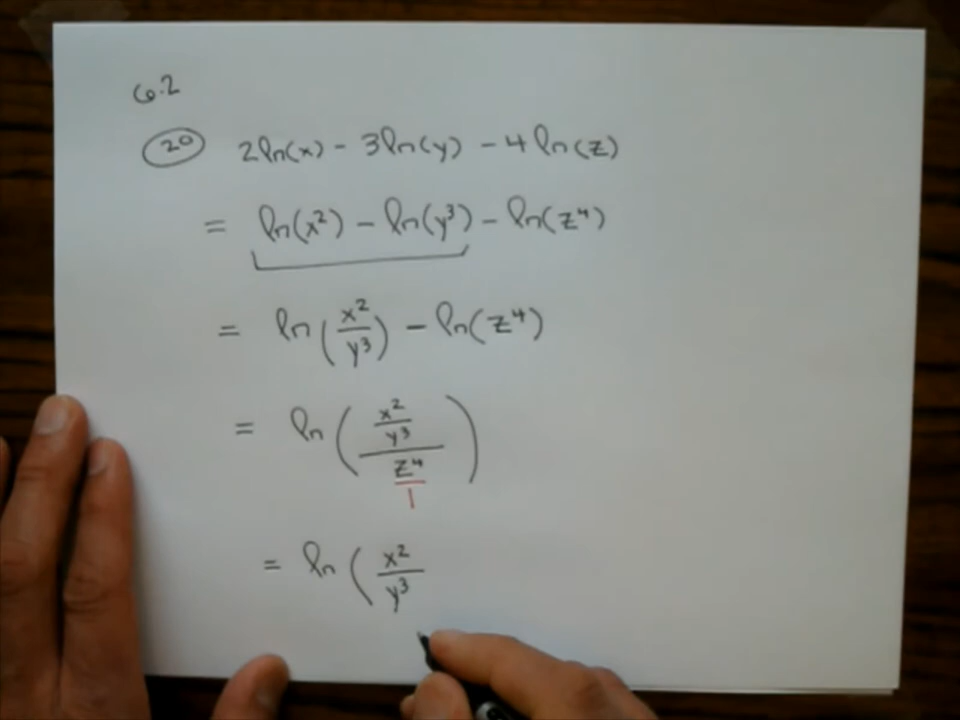 6.2
20 2ln(x) - 3ln(y) - 4ln(z)
= ln(x²) - ln(y³) - ln(z⁴)
= ln(x²/y³) - ln(z⁴)
= ln((x²/y³)/(z⁴/1))
= ln(x²/y³